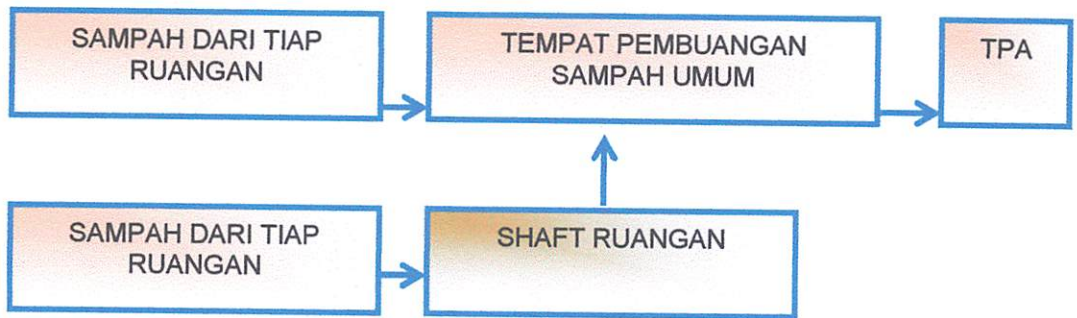 SAMPAH DARI TIAP
RUANGAN
TEMPAT PEMBUANGAN
SAMPAH UMUM
TPA
SAMPAH DARI TIAP
RUANGAN
SHAFT RUANGAN